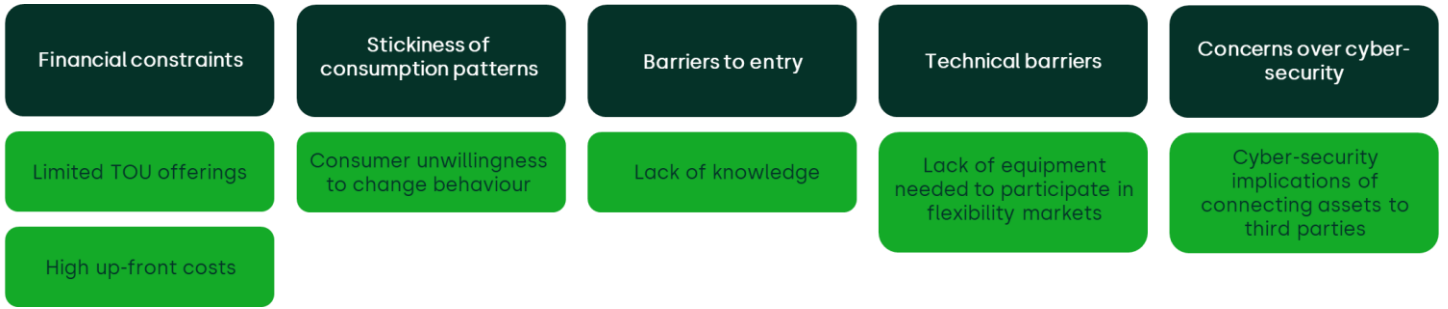 Financial constraints
Stickiness of
consumption patterns
Barriers to entry
Technical barriers
Concerns over cyber-
security
Limited TOU offerings
Consumer unwillingness
to change behaviour
Lack of knowledge
Lack of equipment
needed to participate in
flexibility markets
Cyber-security
implications of
connecting assets to
third parties
High up-front costs